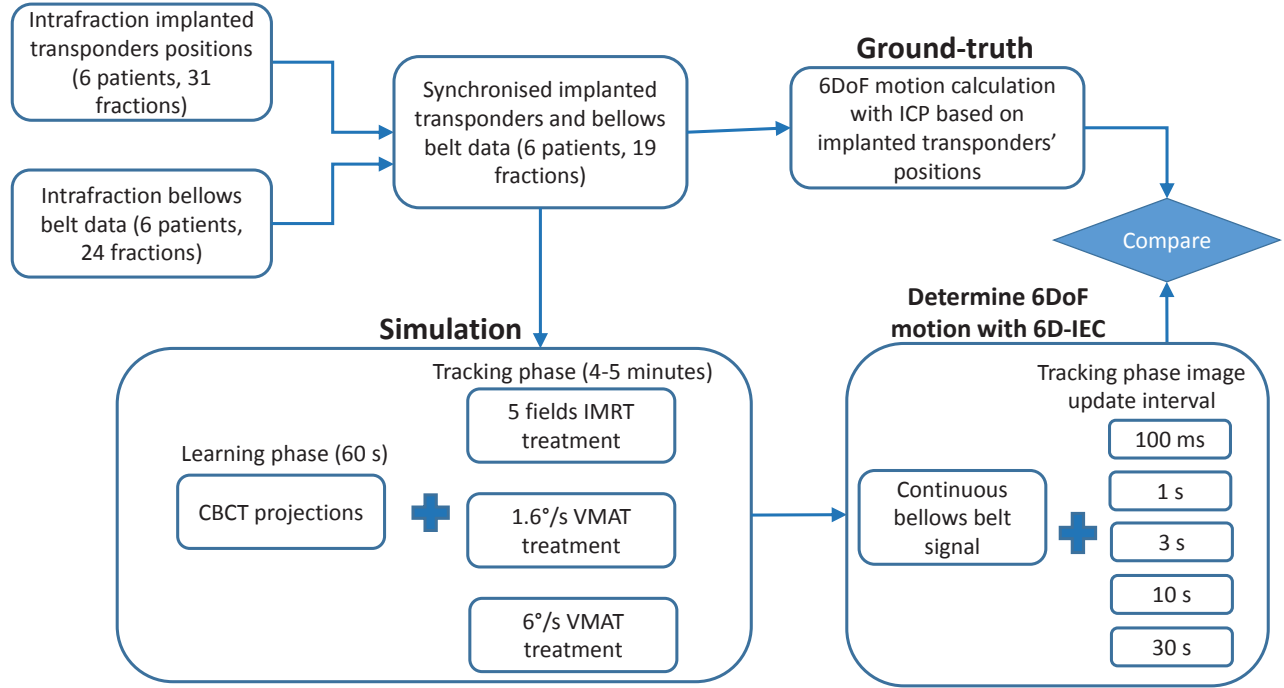 Intrafraction implanted
transponders positions
(6 patients, 31
fractions)
Intrafraction bellows
belt data (6 patients,
24 fractions)
Synchronised implanted
transponders and bellows
belt data (6 patients, 19
fractions)
Ground-truth
6DoF motion calculation
with ICP based on
implanted transponders’
positions
Compare
Simulation
Learning phase (60 s)
CBCT projections
Tracking phase (4-5 minutes)
5 fields IMRT
treatment
1.6°/s VMAT
treatment
6°/s VMAT
treatment
Determine 6DoF
motion with 6D-IEC
Continuous
bellows belt
signal
Tracking phase image
update interval
100 ms
1 s
3 s
10 s
30 s